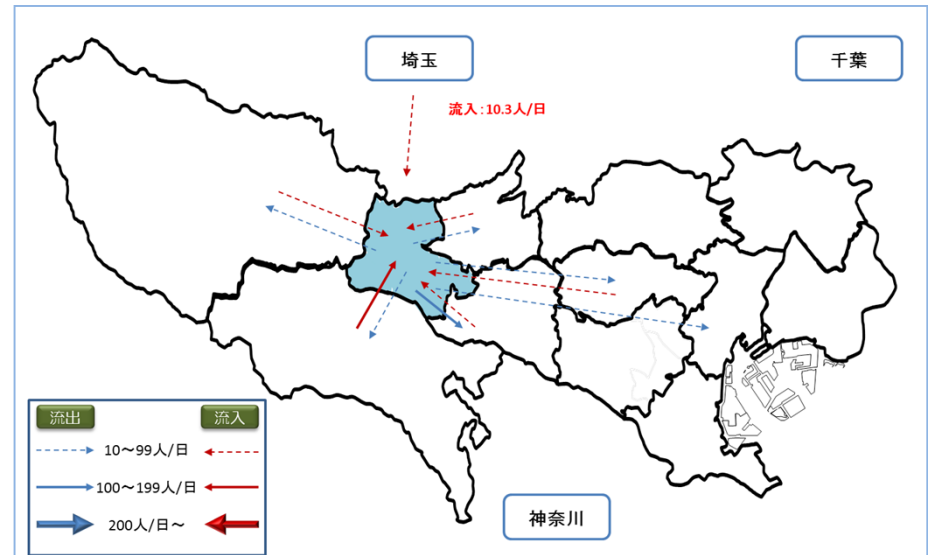 埼玉
千葉
流入：10.3人/日
流出
流入
10～99人/日
100～199人/日
200人/日～
神奈川